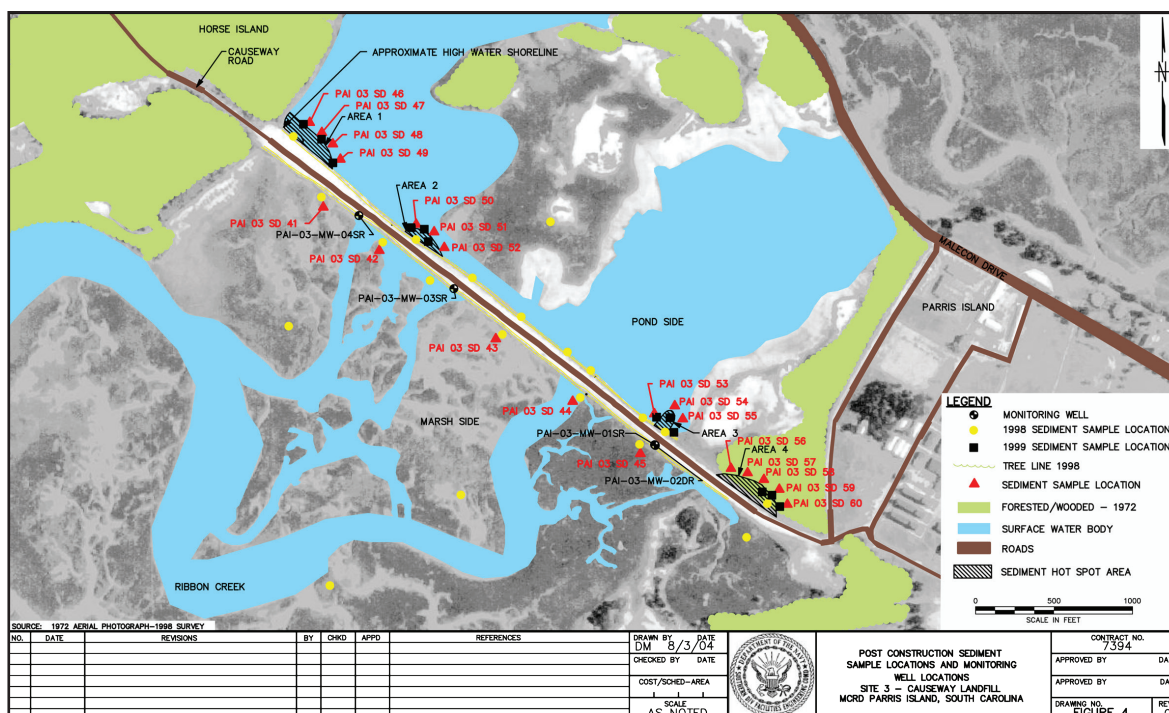 HORSE ISLAND
CAUSEWAY
ROAD
APPROXIMATE HIGH WATER SHORELINE
PAI 03 SD 46
PAI 03 SD 47
AREA 1
PAI 03 SD 48
PAI 03 SD 49
AREA 2
PAI 03 SD 50
PAI 03 SD 41
PAI 03 SD 51
PAI-03-MW-04SR
PAI 03 SD 52
PAI 03 SD 42
PAI-03-MW-03SR
N
MALECON DRIVE
PARRIS ISLAND
POND SIDE
PAI 03 SD 43
PAI 03 SD 53
PAI 03 SD 44
PAI 03 SD 54
PAI 03 SD 55
MARSH SIDE
PAI-03-MW-01SR
AREA 3
PAI 03 SD 56
AREA 4
PAI 03 SD 45
PAI 03 SD 57
PAI 03 SD 58
PAI-03-MW-02DR
PAI 03 SD 59
PAI 03 SD 60
RIBBON CREEK
LEGEND
MONITORING WELL
1998 SEDIMENT SAMPLE LOCATION
1999 SEDIMENT SAMPLE LOCATION
TREE LINE 1998
SEDIMENT SAMPLE LOCATION
FORESTED/WOODED - 1972
SURFACE WATER BODY
ROADS
SEDIMENT HOT SPOT AREA
0 500 1000
SCALE IN FEET
SOURCE: 1972 AERIAL PHOTOGRAPH-1998 SURVEY
NO. DATE REVISIONS BY CHKD APPD REFERENCES
DRAWN BY DATE
DM 8/3/04
CHECKED BY DATE
COST/SCHED-AREA
SCALE
AS NOTED
DEPARTMENT OF THE NAVY
POST CONSTRUCTION SEDIMENT
SAMPLE LOCATIONS AND MONITORING
WELL LOCATIONS
SITE 3 - CAUSEWAY LANDFILL
MCRD PARRIS ISLAND, SOUTH CAROLINA
CONTRACT NO.
7394
APPROVED BY DA
APPROVED BY DA
DRAWING NO.
FIGURE 4